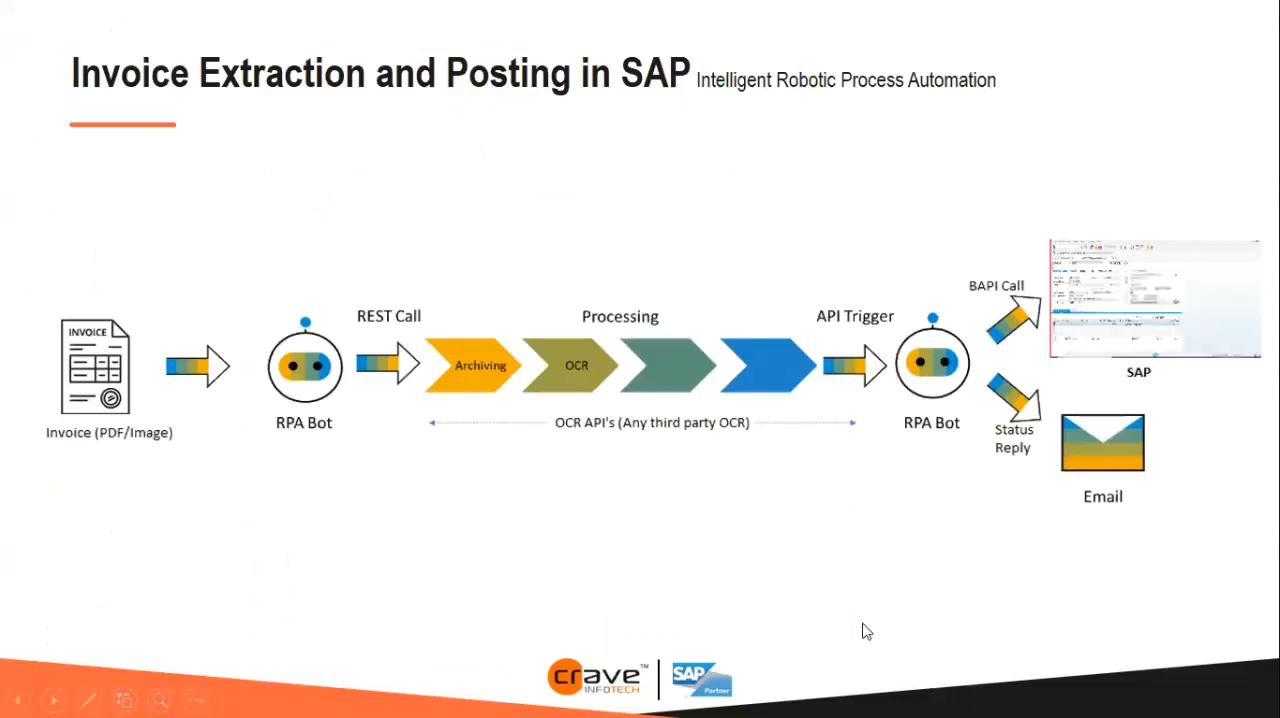 Invoice Extraction and Posting in SAP Intelligent Robotic Process Automation
INVOICE
Invoice (PDF/Image)
RPA Bot
REST Call
Processing
Archiving
OCR
OCR API's (Any third party OCR)
API Trigger
RPA Bot
BAPI Call
SAP
Status
Reply
Email
crave™
INFOTECH
SAP
Partner